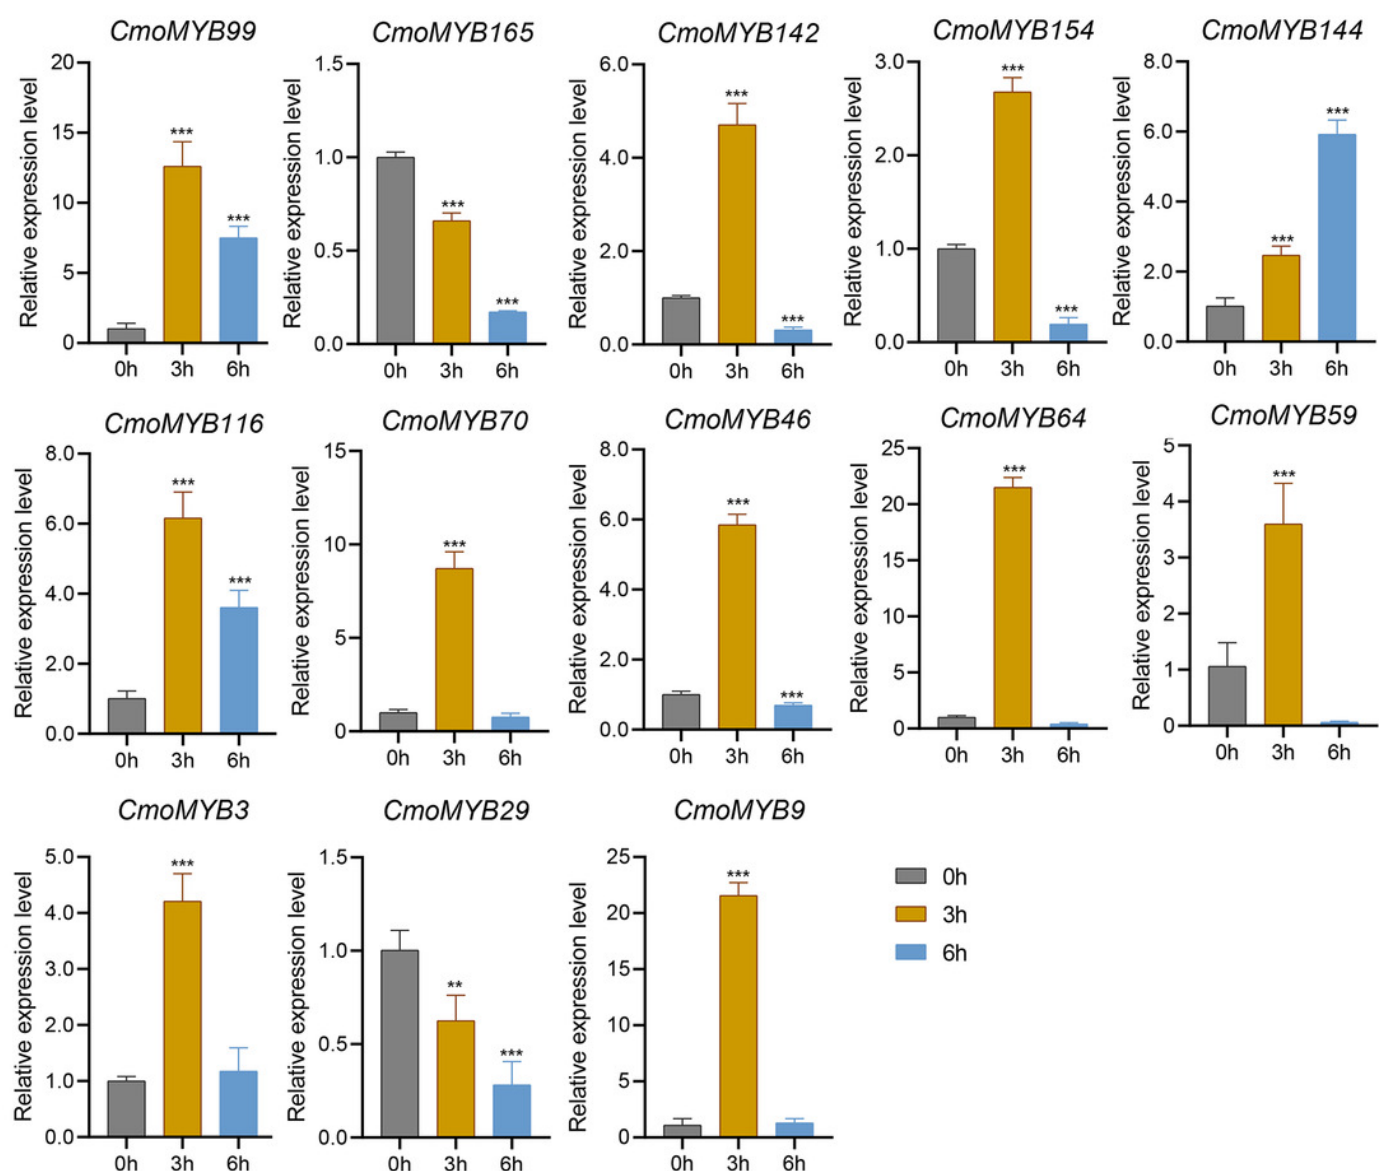 CmoMYB99
Relative expression level
20
15
10
5
0
***
***
0h 3h 6h
CmoMYB165
Relative expression level
1.5
1.0
0.5
0.0
***
***
0h 3h 6h
CmoMYB142
Relative expression level
6.0
4.0
2.0
0.0
***
***
0h 3h 6h
CmoMYB154
Relative expression level
3.0
2.0
1.0
0.0
***
***
0h 3h 6h
CmoMYB144
Relative expression level
8.0
6.0
4.0
2.0
0.0
***
***
0h 3h 6h
CmoMYB116
Relative expression level
8.0
6.0
4.0
2.0
0.0
***
***
0h 3h 6h
CmoMYB70
Relative expression level
15
10
5
0
***
0h 3h 6h
CmoMYB46
Relative expression level
8.0
6.0
4.0
2.0
0.0
***
***
0h 3h 6h
CmoMYB64
Relative expression level
25
20
15
10
5
0
***
0h 3h 6h
CmoMYB59
Relative expression level
5
4
3
2
1
0
***
0h 3h 6h
CmoMYB3
Relative expression level
5.0
4.0
3.0
2.0
1.0
0.0
***
0h 3h 6h
CmoMYB29
Relative expression level
1.5
1.0
0.5
0.0
**
***
0h 3h 6h
CmoMYB9
Relative expression level
25
20
15
10
5
0
***
0h 3h 6h
0h
3h
6h